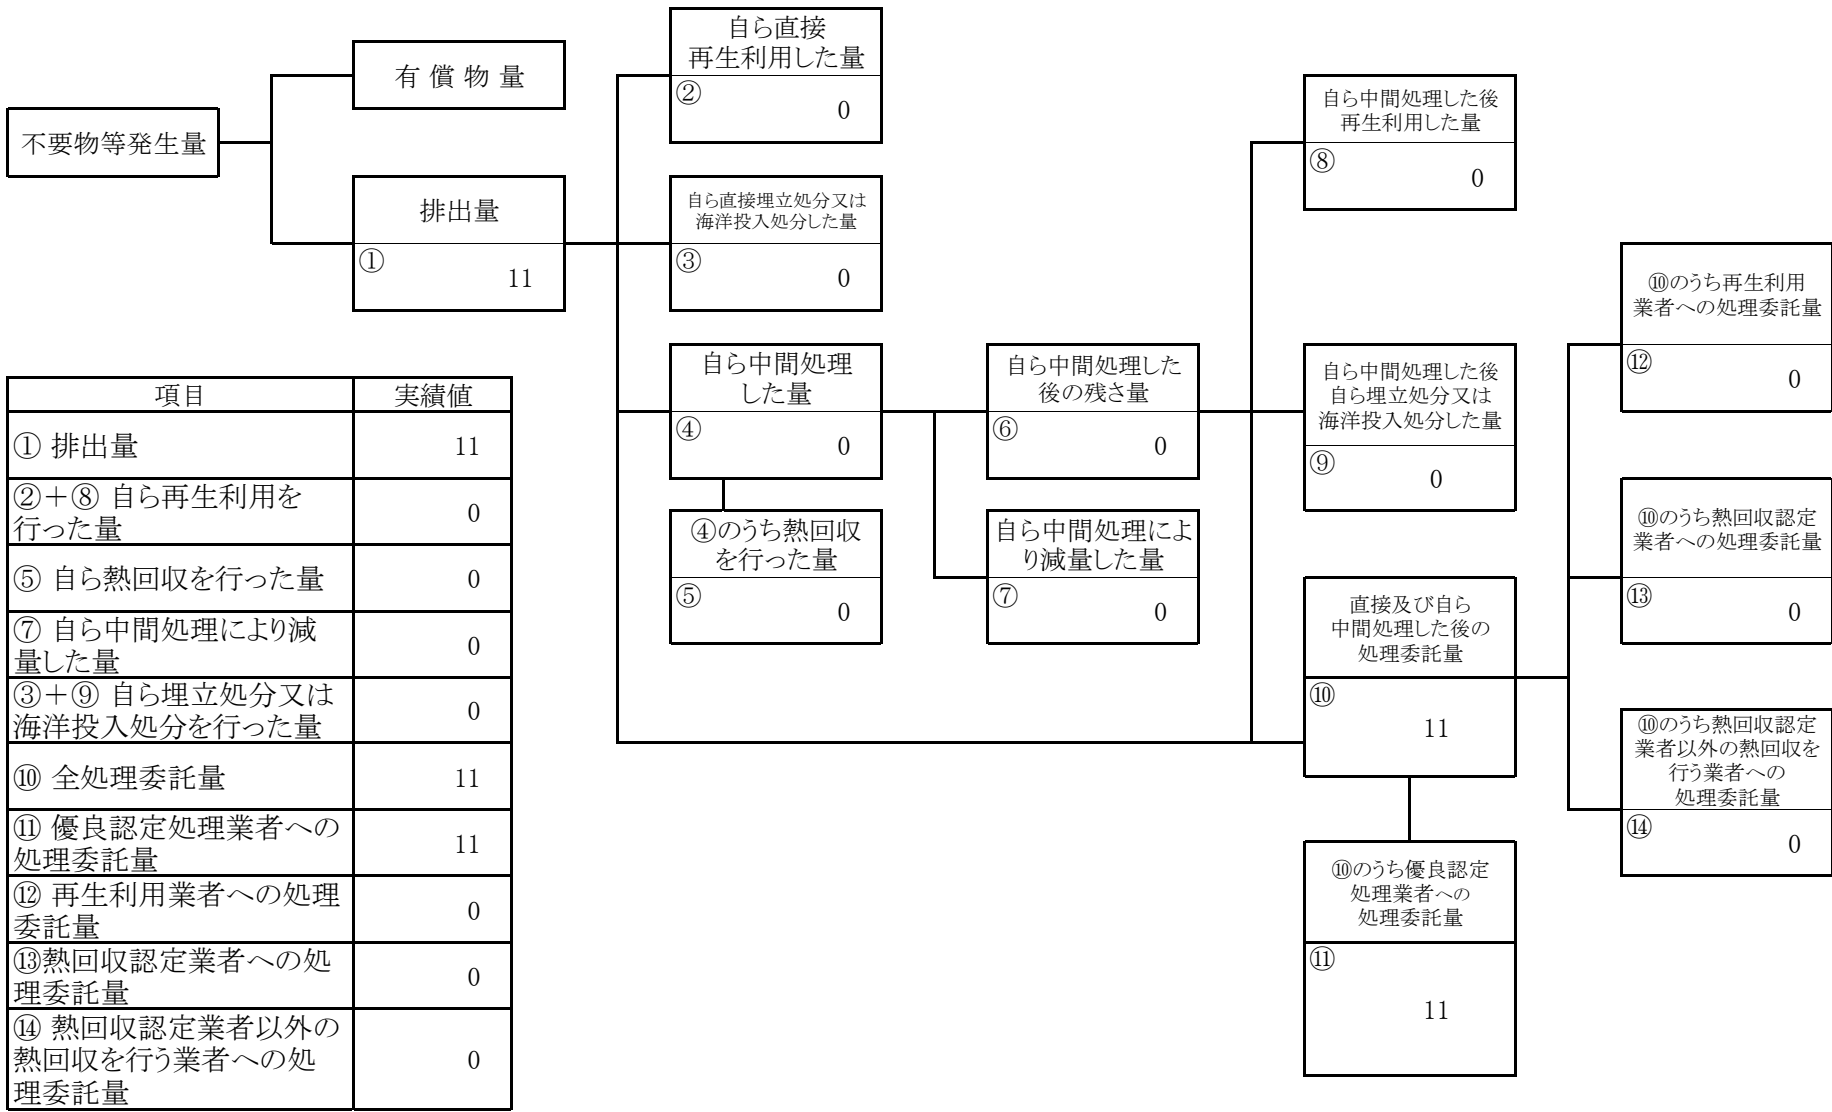 不要物等発生量
有 償 物 量
排出量
①
11
自ら直接
再生利用した量
②
0
自ら直接埋立処分又は
海洋投入処分した量
③
0
自ら中間処理
した量
④
0
④のうち熱回収
を行った量
⑤
0
自ら中間処理した
後の残さ量
⑥
0
自ら中間処理によ
り減量した量
⑦
0
自ら中間処理した後
再生利用した量
⑧
0
自ら中間処理した後
自ら埋立処分又は
海洋投入処分した量
⑨
0
直接及び自ら
中間処理した後の
処理委託量
⑩
11
⑩のうち優良認定
処理業者への
処理委託量
⑪
11
⑩のうち再生利用
業者への処理委託量
⑫
0
⑩のうち熱回収認定
業者への処理委託量
⑬
0
⑩のうち熱回収認定
業者以外の熱回収を
行う業者への
処理委託量
⑭
0
項目 実績値
① 排出量 11
②＋⑧ 自ら再生利用を
行った量 0
⑤ 自ら熱回収を行った量 0
⑦ 自ら中間処理により減
量した量 0
③＋⑨ 自ら埋立処分又は
海洋投入処分を行った量 0
⑩ 全処理委託量 11
⑪ 優良認定処理業者への
処理委託量 11
⑫ 再生利用業者への処理
委託量 0
⑬熱回収認定業者への処
理委託量 0
⑭ 熱回収認定業者以外の
熱回収を行う業者への処
理委託量 0